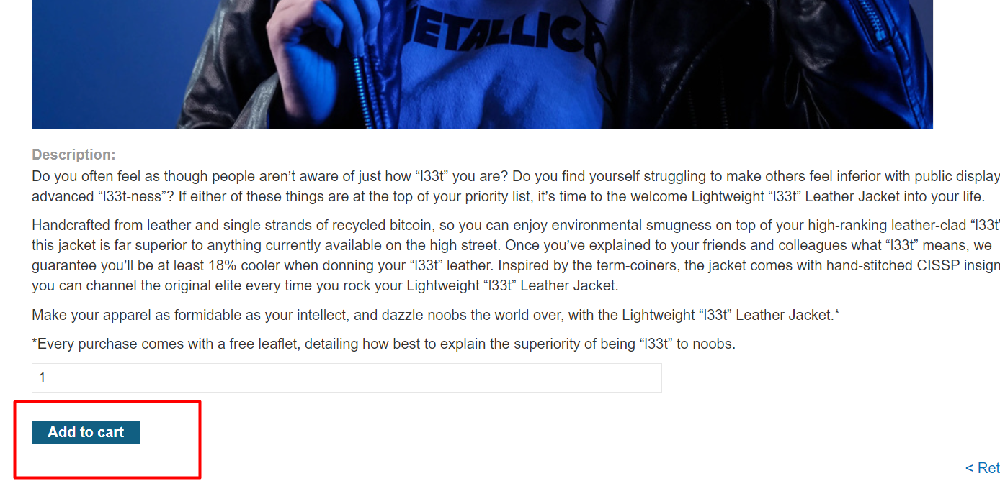 METALLICA
Description:
Do you often feel as though people aren’t aware of just how “l33t” you are? Do you find yourself struggling to make others feel inferior with public display
advanced “l33t-ness”? If either of these things are at the top of your priority list, it’s time to the welcome Lightweight “l33t” Leather Jacket into your life.
Handcrafted from leather and single strands of recycled bitcoin, so you can enjoy environmental smugness on top of your high-ranking leather-clad “l33t”
this jacket is far superior to anything currently available on the high street. Once you’ve explained to your friends and colleagues what “l33t” means, we
guarantee you’ll be at least 18% cooler when donning your “l33t” leather. Inspired by the term-coiners, the jacket comes with hand-stitched CISSP insign
you can channel the original elite every time you rock your Lightweight “l33t” Leather Jacket.
Make your apparel as formidable as your intellect, and dazzle noobs the world over, with the Lightweight “l33t” Leather Jacket.*
*Every purchase comes with a free leaflet, detailing how best to explain the superiority of being “l33t” to noobs.
1
Add to cart
< Ret